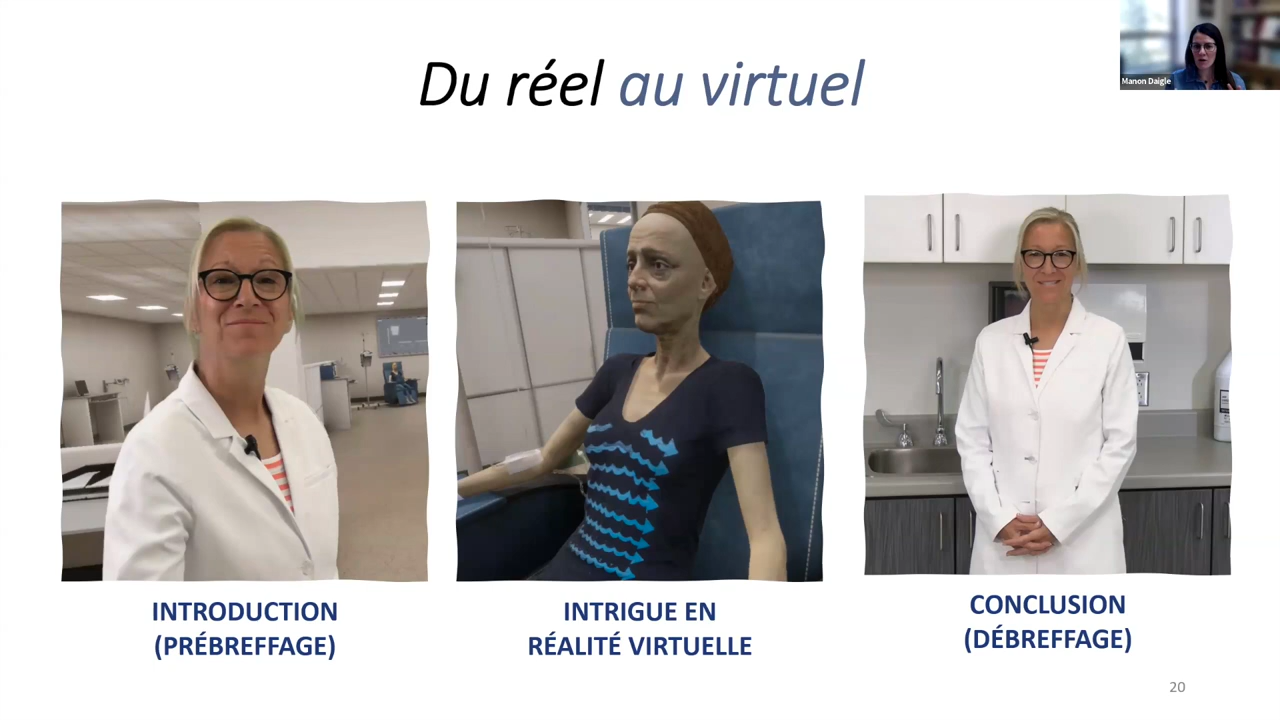 Du réel au virtuel
Manon Daigle
INTRODUCTION
(PRÉBREFFAGE)
INTRIGUE EN
RÉALITÉ VIRTUELLE
CONCLUSION
(DÉBREFFAGE)
20